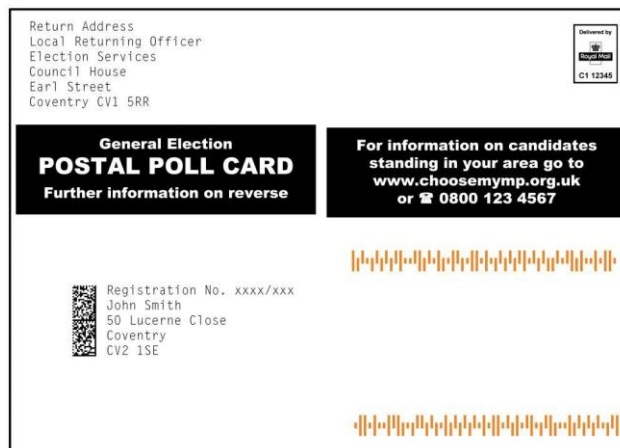 Return Address
Local Returning Officer
Election Services
Council House
Earl Street
Coventry CV1 5RR
Delivered by
Royal Mail
C1 12345
General Election
POSTAL POLL CARD
Further information on reverse
For information on candidates
standing in your area go to
www.choosemymp.org.uk
or ☎ 0800 123 4567
Registration No. xxxx/xxx
John Smith
50 Lucerne Close
Coventry
CV2 1SE